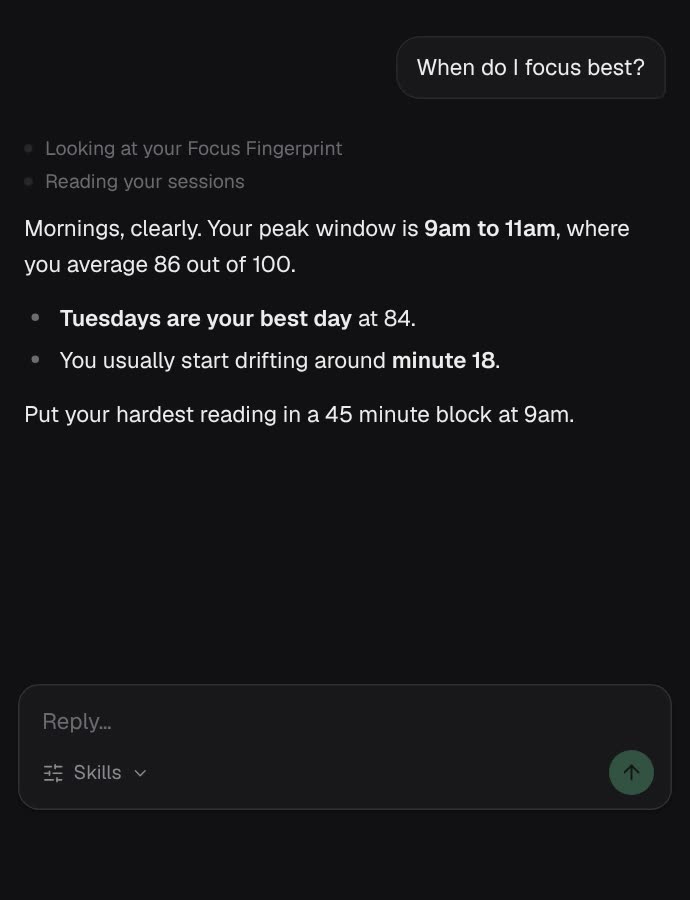 When do I focus best?
Looking at your Focus Fingerprint
Reading your sessions
Mornings, clearly. Your peak window is 9am to 11am, where
you average 86 out of 100.
Tuesdays are your best day at 84.
You usually start drifting around minute 18.
Put your hardest reading in a 45 minute block at 9am.
Reply...
Skills